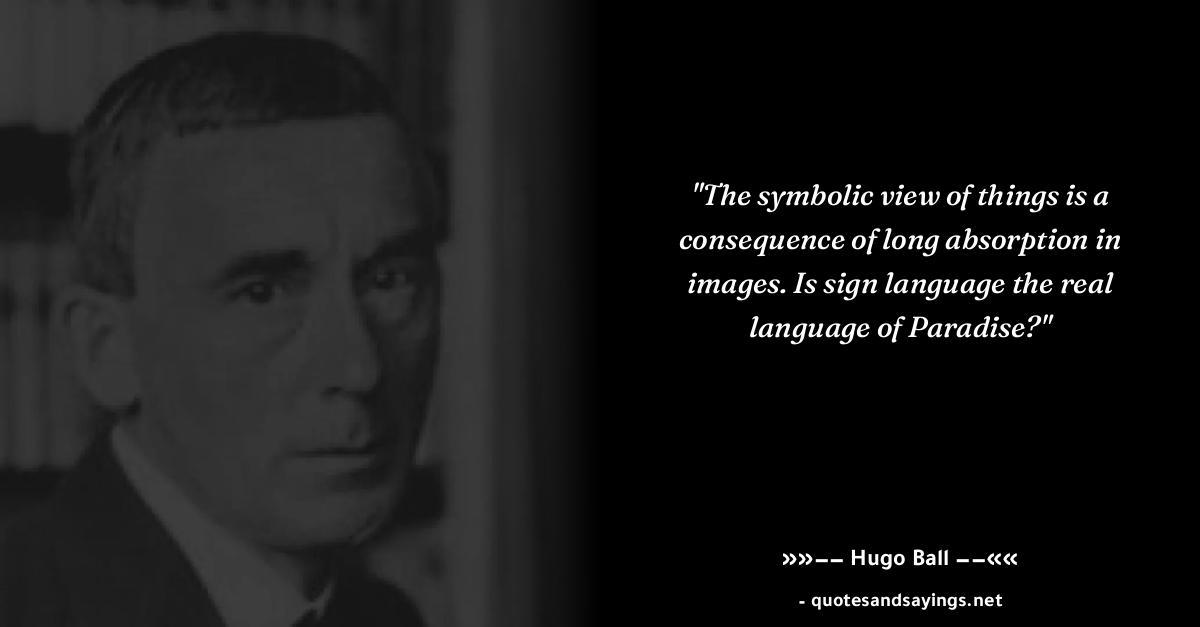 "The symbolic view of things is a
consequence of long absorption in
images. Is sign language the real
language of Paradise?"
»»–– Hugo Ball ––««
- quotesandsayings.net